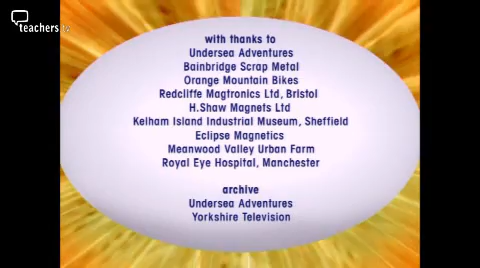 teachers tv
with thanks to
Undersea Adventures
Bainbridge Scrap Metal
Orange Mountain Bikes
Redcliffe Magtronics Ltd, Bristol
H.Shaw Magnets Ltd
Kelham Island Industrial Museum, Sheffield
Eclipse Magnetics
Meanwood Valley Urban Farm
Royal Eye Hospital, Manchester
archive
Undersea Adventures
Yorkshire Television